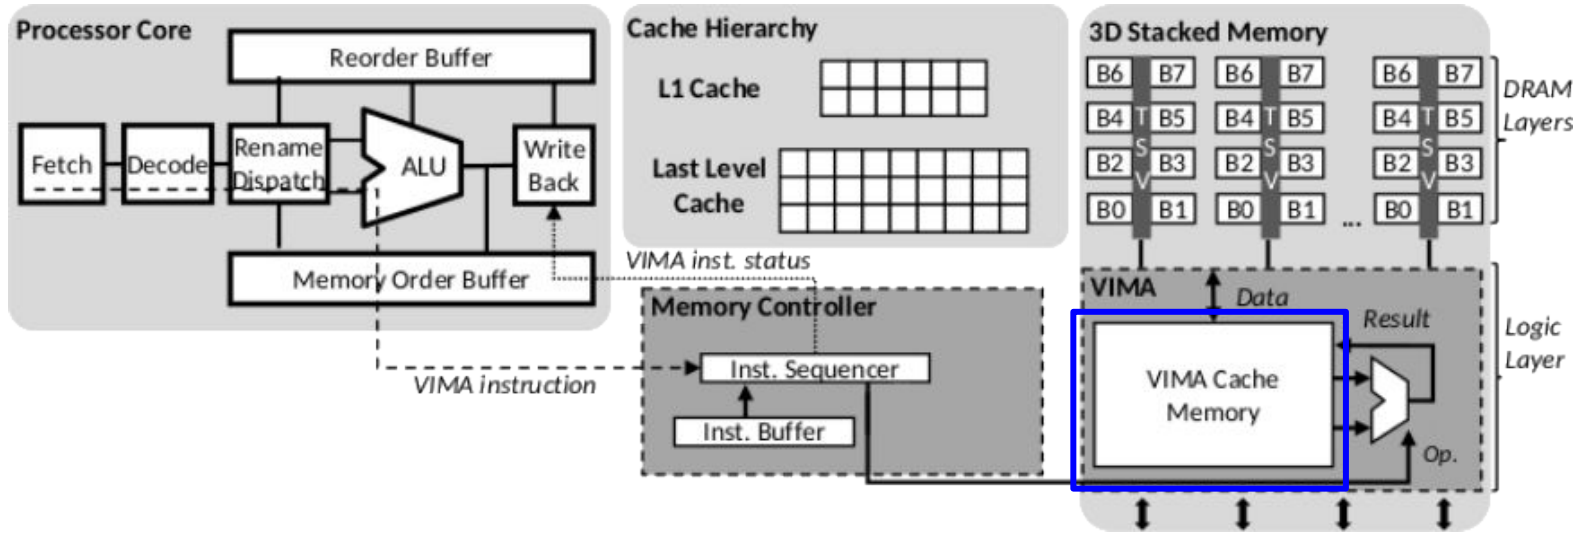 Processor Core
Reorder Buffer
Fetch
Decode
Rename
Dispatch
ALU
Write
Back
Memory Order Buffer
Cache Hierarchy
L1 Cache
Last Level
Cache
VIMA inst. status
VIMA instruction
Memory Controller
Inst. Sequencer
Inst. Buffer
3D Stacked Memory
B6 B7 B6 B7 B6 B7
B4 T B5 B4 T B5 B4 T B5
S S S
B2 B3 B2 B3 B2 B3
V V V
B0 B1 B0 B1 ... B0 B1
DRAM
Layers
VIMA
Data
Result
VIMA Cache
Memory
Op.
Logic
Layer